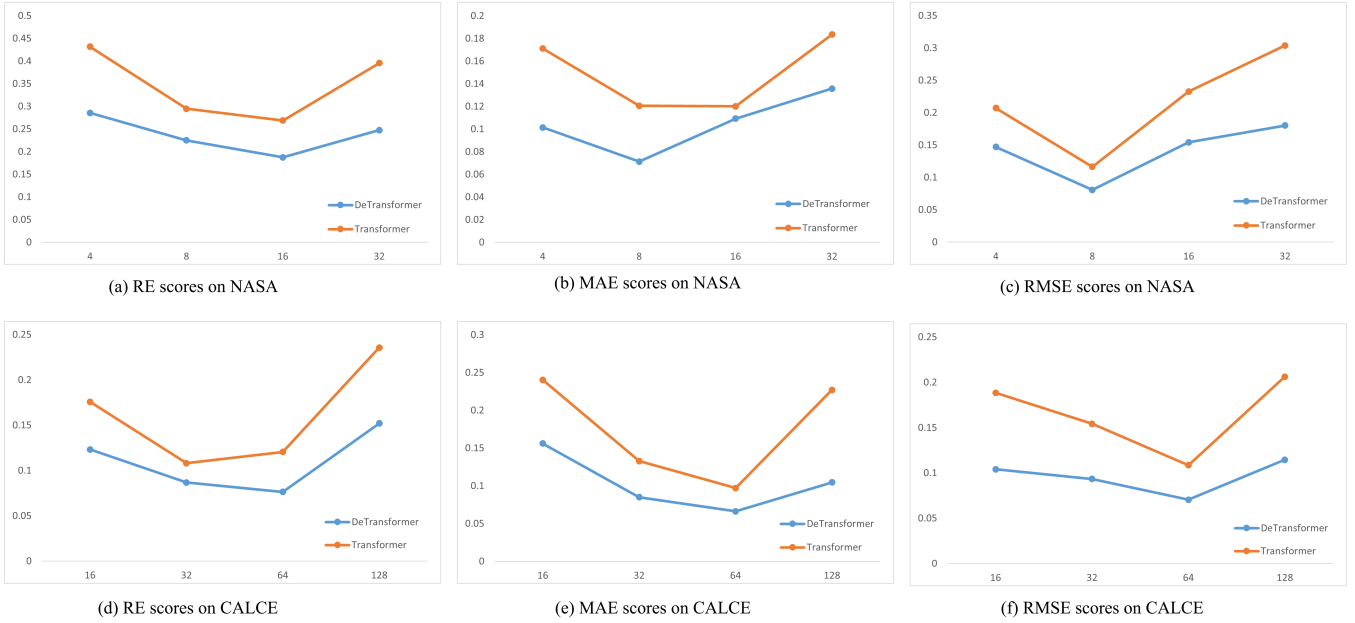 0.5
0.45
0.4
0.35
0.3
0.25
0.2
0.15
0.1
0.05
0
4 8 16 32
DeTransformer
Transformer
(a) RE scores on NASA
0.2
0.18
0.16
0.14
0.12
0.1
0.08
0.06
0.04
0.02
0
4 8 16 32
DeTransformer
Transformer
(b) MAE scores on NASA
0.35
0.3
0.25
0.2
0.15
0.1
0.05
0
4 8 16 32
DeTransformer
Transformer
(c) RMSE scores on NASA
0.25
0.2
0.15
0.1
0.05
0
16 32 64 128
DeTransformer
Transformer
(d) RE scores on CALCE
0.3
0.25
0.2
0.15
0.1
0.05
0
16 32 64 128
DeTransformer
Transformer
(e) MAE scores on CALCE
0.25
0.2
0.15
0.1
0.05
0
16 32 64 128
DeTransformer
Transformer
(f) RMSE scores on CALCE